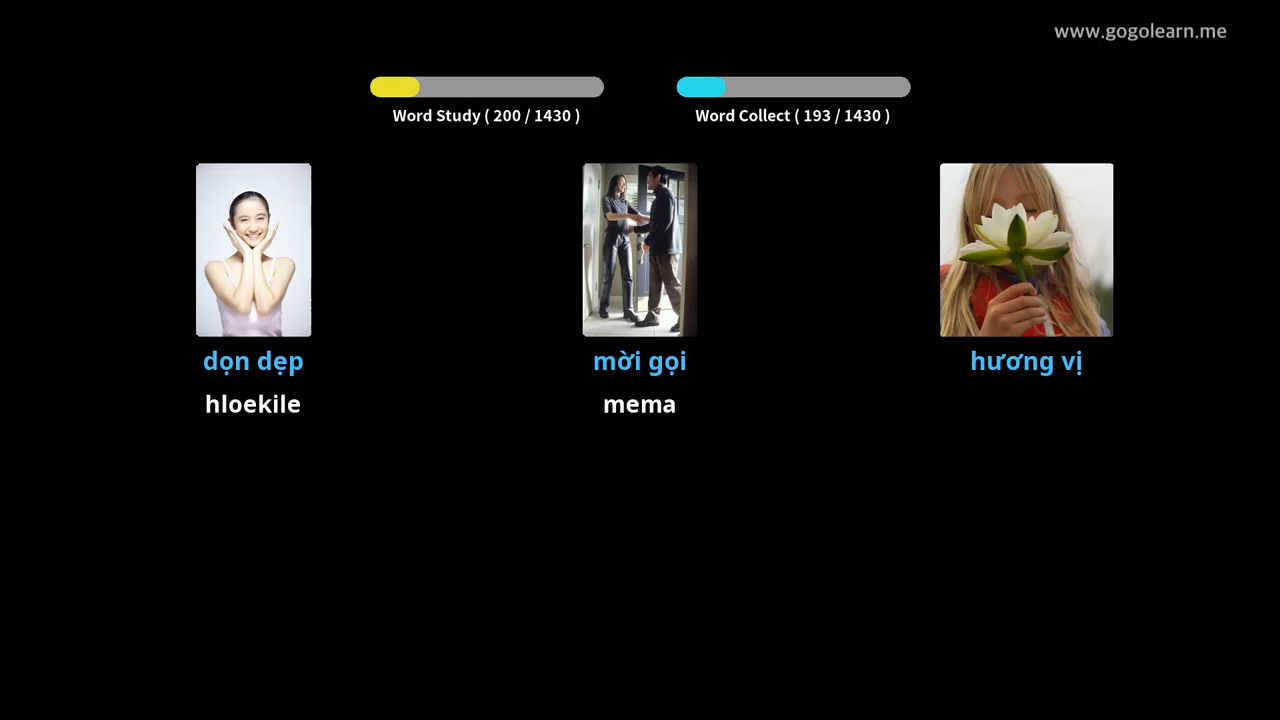 www.gogolearn.me
Word Study ( 200 / 1430 )
Word Collect ( 193 / 1430 )
dọn dẹp
mời gọi
hương vị
hloekile
mema